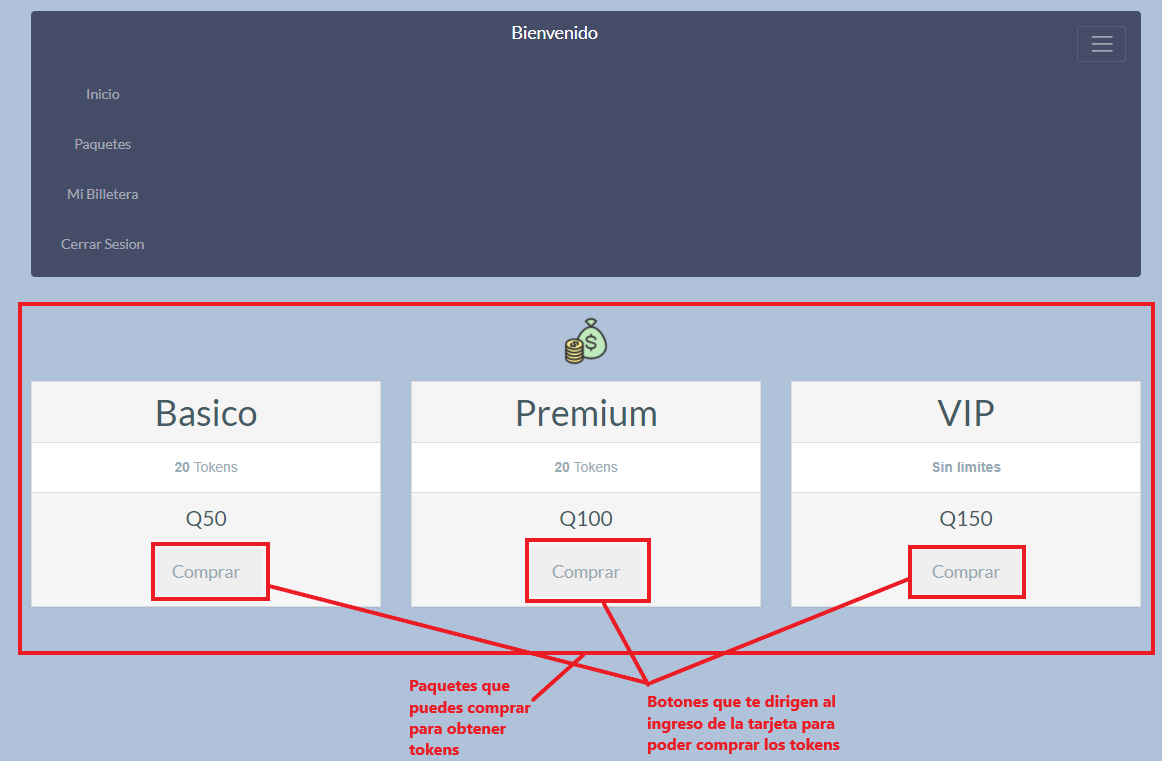 Bienvenido
Inicio
Paquetes
Mi Billetera
Cerrar Sesion
$
Basico
20 Tokens
Q50
Comprar
Premium
20 Tokens
Q100
Comprar
VIP
Sin limites
Q150
Comprar
Paquetes que
puedes comprar
para obtener
tokens
Botones que te dirigen al
ingreso de la tarjeta para
poder comprar los tokens